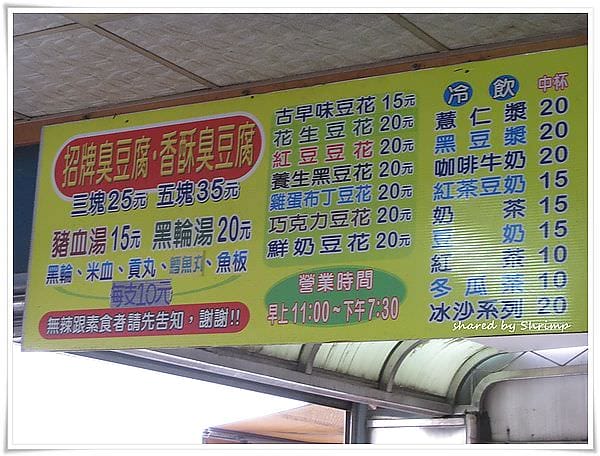 招牌臭豆腐·香酥臭豆腐
三塊25元 五塊35元
豬血湯15元 黑輪湯20元
黑輪、米血、貢丸、鱈魚丸、魚板
每支10元
無辣跟素食者請先告知，謝謝!!
古早味豆花15元
花生豆花20元
紅豆豆花20元
養生黑豆花20元
雞蛋布丁豆花20元
巧克力豆花20元
鮮奶豆花20元
營業時間
早上11:00~下午7:30
冷飲 中杯
薏仁漿 20
黑豆漿 20
咖啡牛奶 20
紅茶豆奶 15
奶茶 15
豆奶 15
紅茶 10
冬瓜茶 10
冰沙系列 20
shared by Shrimp